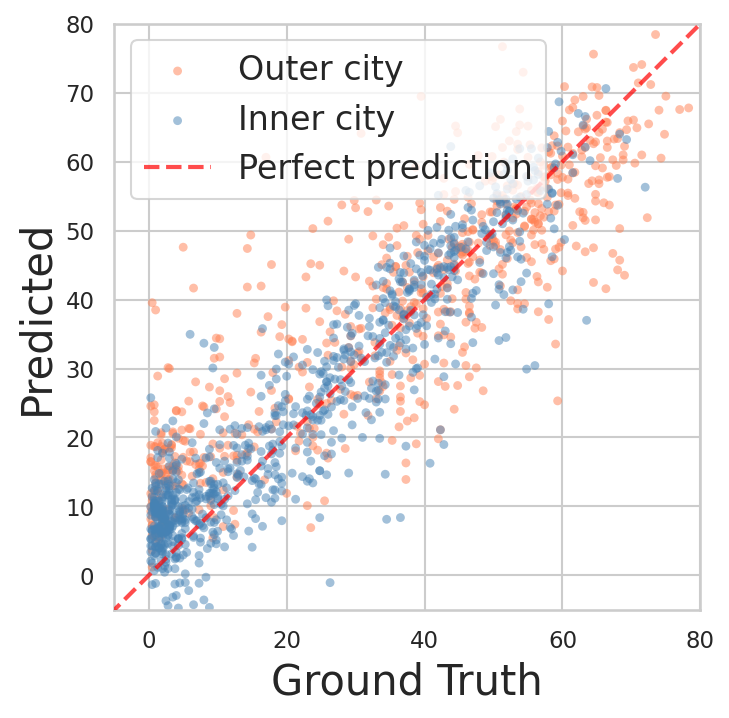 Outer city
Inner city
Perfect prediction
80
70
60
50
40
30
20
10
0
Predicted
0 20 40 60 80
Ground Truth